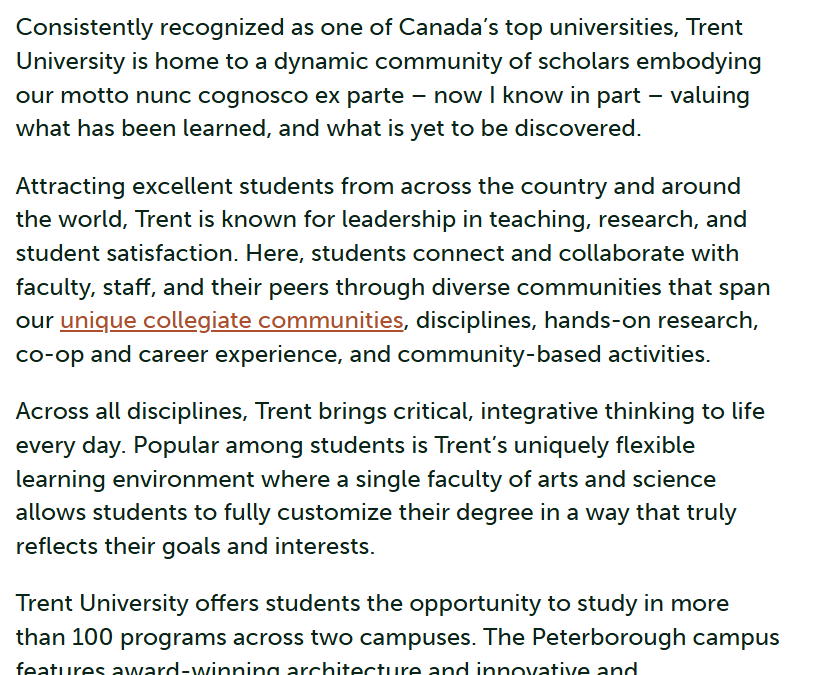 Consistently recognized as one of Canada’s top universities, Trent
University is home to a dynamic community of scholars embodying
our motto nunc cognosco ex parte – now I know in part – valuing
what has been learned, and what is yet to be discovered.
Attracting excellent students from across the country and around
the world, Trent is known for leadership in teaching, research, and
student satisfaction. Here, students connect and collaborate with
faculty, staff, and their peers through diverse communities that span
our unique collegiate communities, disciplines, hands-on research,
co-op and career experience, and community-based activities.
Across all disciplines, Trent brings critical, integrative thinking to life
every day. Popular among students is Trent’s uniquely flexible
learning environment where a single faculty of arts and science
allows students to fully customize their degree in a way that truly
reflects their goals and interests.
Trent University offers students the opportunity to study in more
than 100 programs across two campuses. The Peterborough campus
features award-winning architecture and innovative and